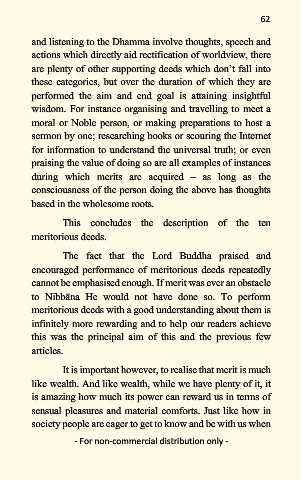 62
and listening to the Dhamma involve thoughts, speech and
actions which directly aid rectification of worldview, there
are plenty of other supporting deeds which don't fall into
these categories, but over the duration of which they are
performed the aim and end goal is attaining insightful
wisdom. For instance organising and travelling to meet a
moral or Noble person, or making preparations to host a
sermon by one; researching books or scouring the Internet
for information to understand the universal truth; or even
praising the value of doing so are all examples of instances
during which merits are acquired – as long as the
consciousness of the person doing the above has thoughts
based in the wholesome roots.
This concludes the description of the ten
meritorious deeds.
The fact that the Lord Buddha praised and
encouraged performance of meritorious deeds repeatedly
cannot be emphasised enough. If merit was ever an obstacle
to Nibbāna He would not have done so. To perform
meritorious deeds with a good understanding about them is
infinitely more rewarding and to help our readers achieve
this was the principal aim of this and the previous few
articles.
It is important however, to realise that merit is much
like wealth. And like wealth, while we have plenty of it, it
is amazing how much its power can reward us in terms of
sensual pleasures and material comforts. Just like how in
society people are eager to get to know and be with us when
- For non-commercial distribution only -